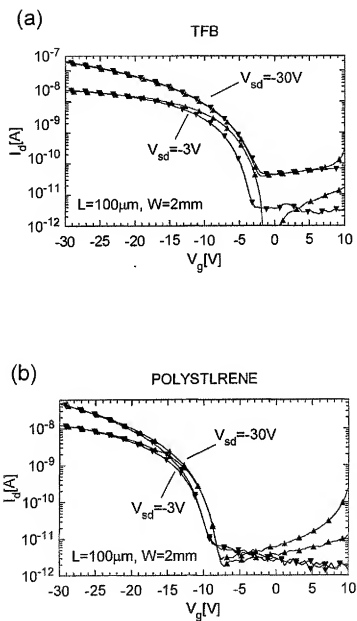 (a)
TFB
10^-7
10^-8
10^-9
10^-10
10^-11
10^-12
I_d[A]
V_sd=-30V
V_sd=-3V
L=100μm, W=2mm
-30 -25 -20 -15 -10 -5 0 5 10
V_g[V]
(b)
POLYSTLRENE
10^-8
10^-9
10^-10
10^-11
10^-12
I_d[A]
V_sd=-30V
V_sd=-3V
L=100μm, W=2mm
-30 -25 -20 -15 -10 -5 0 5 10
V_g[V]